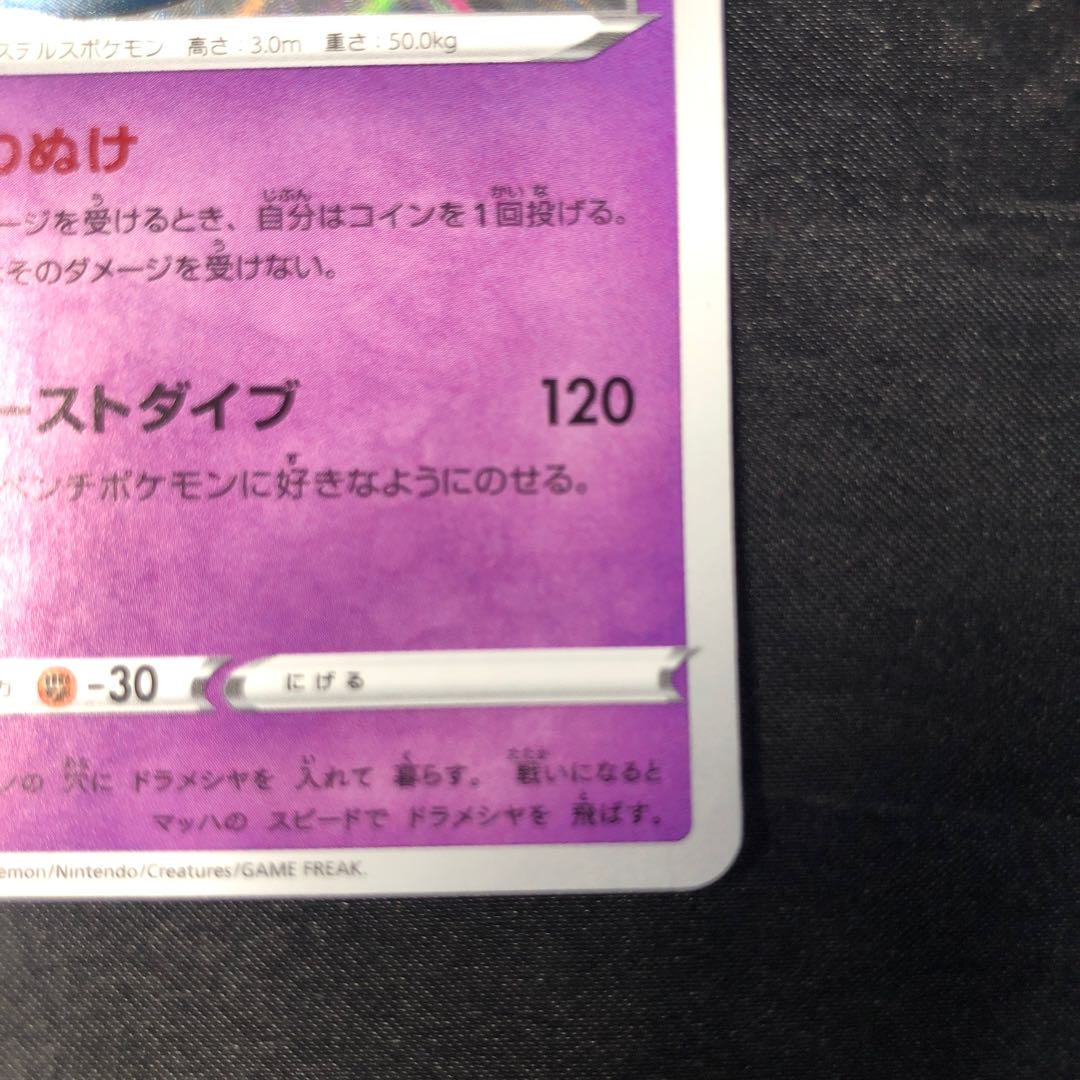 ステルスポケモン 高さ：3.0m 重さ：50.0kg
りぬけ
ージを受けるとき、自分はコインを1回投げる。
はそのダメージを受けない。
ーストダイブ 120
ベンチポケモンに好きなようにのせる。
-30 にげる
ノの 穴に ドラメシヤを 入れて 暮らす。 戦いになると
マッハの スピードで ドラメシヤを 飛ばす。
emon/Nintendo/Creatures/GAME FREAK.